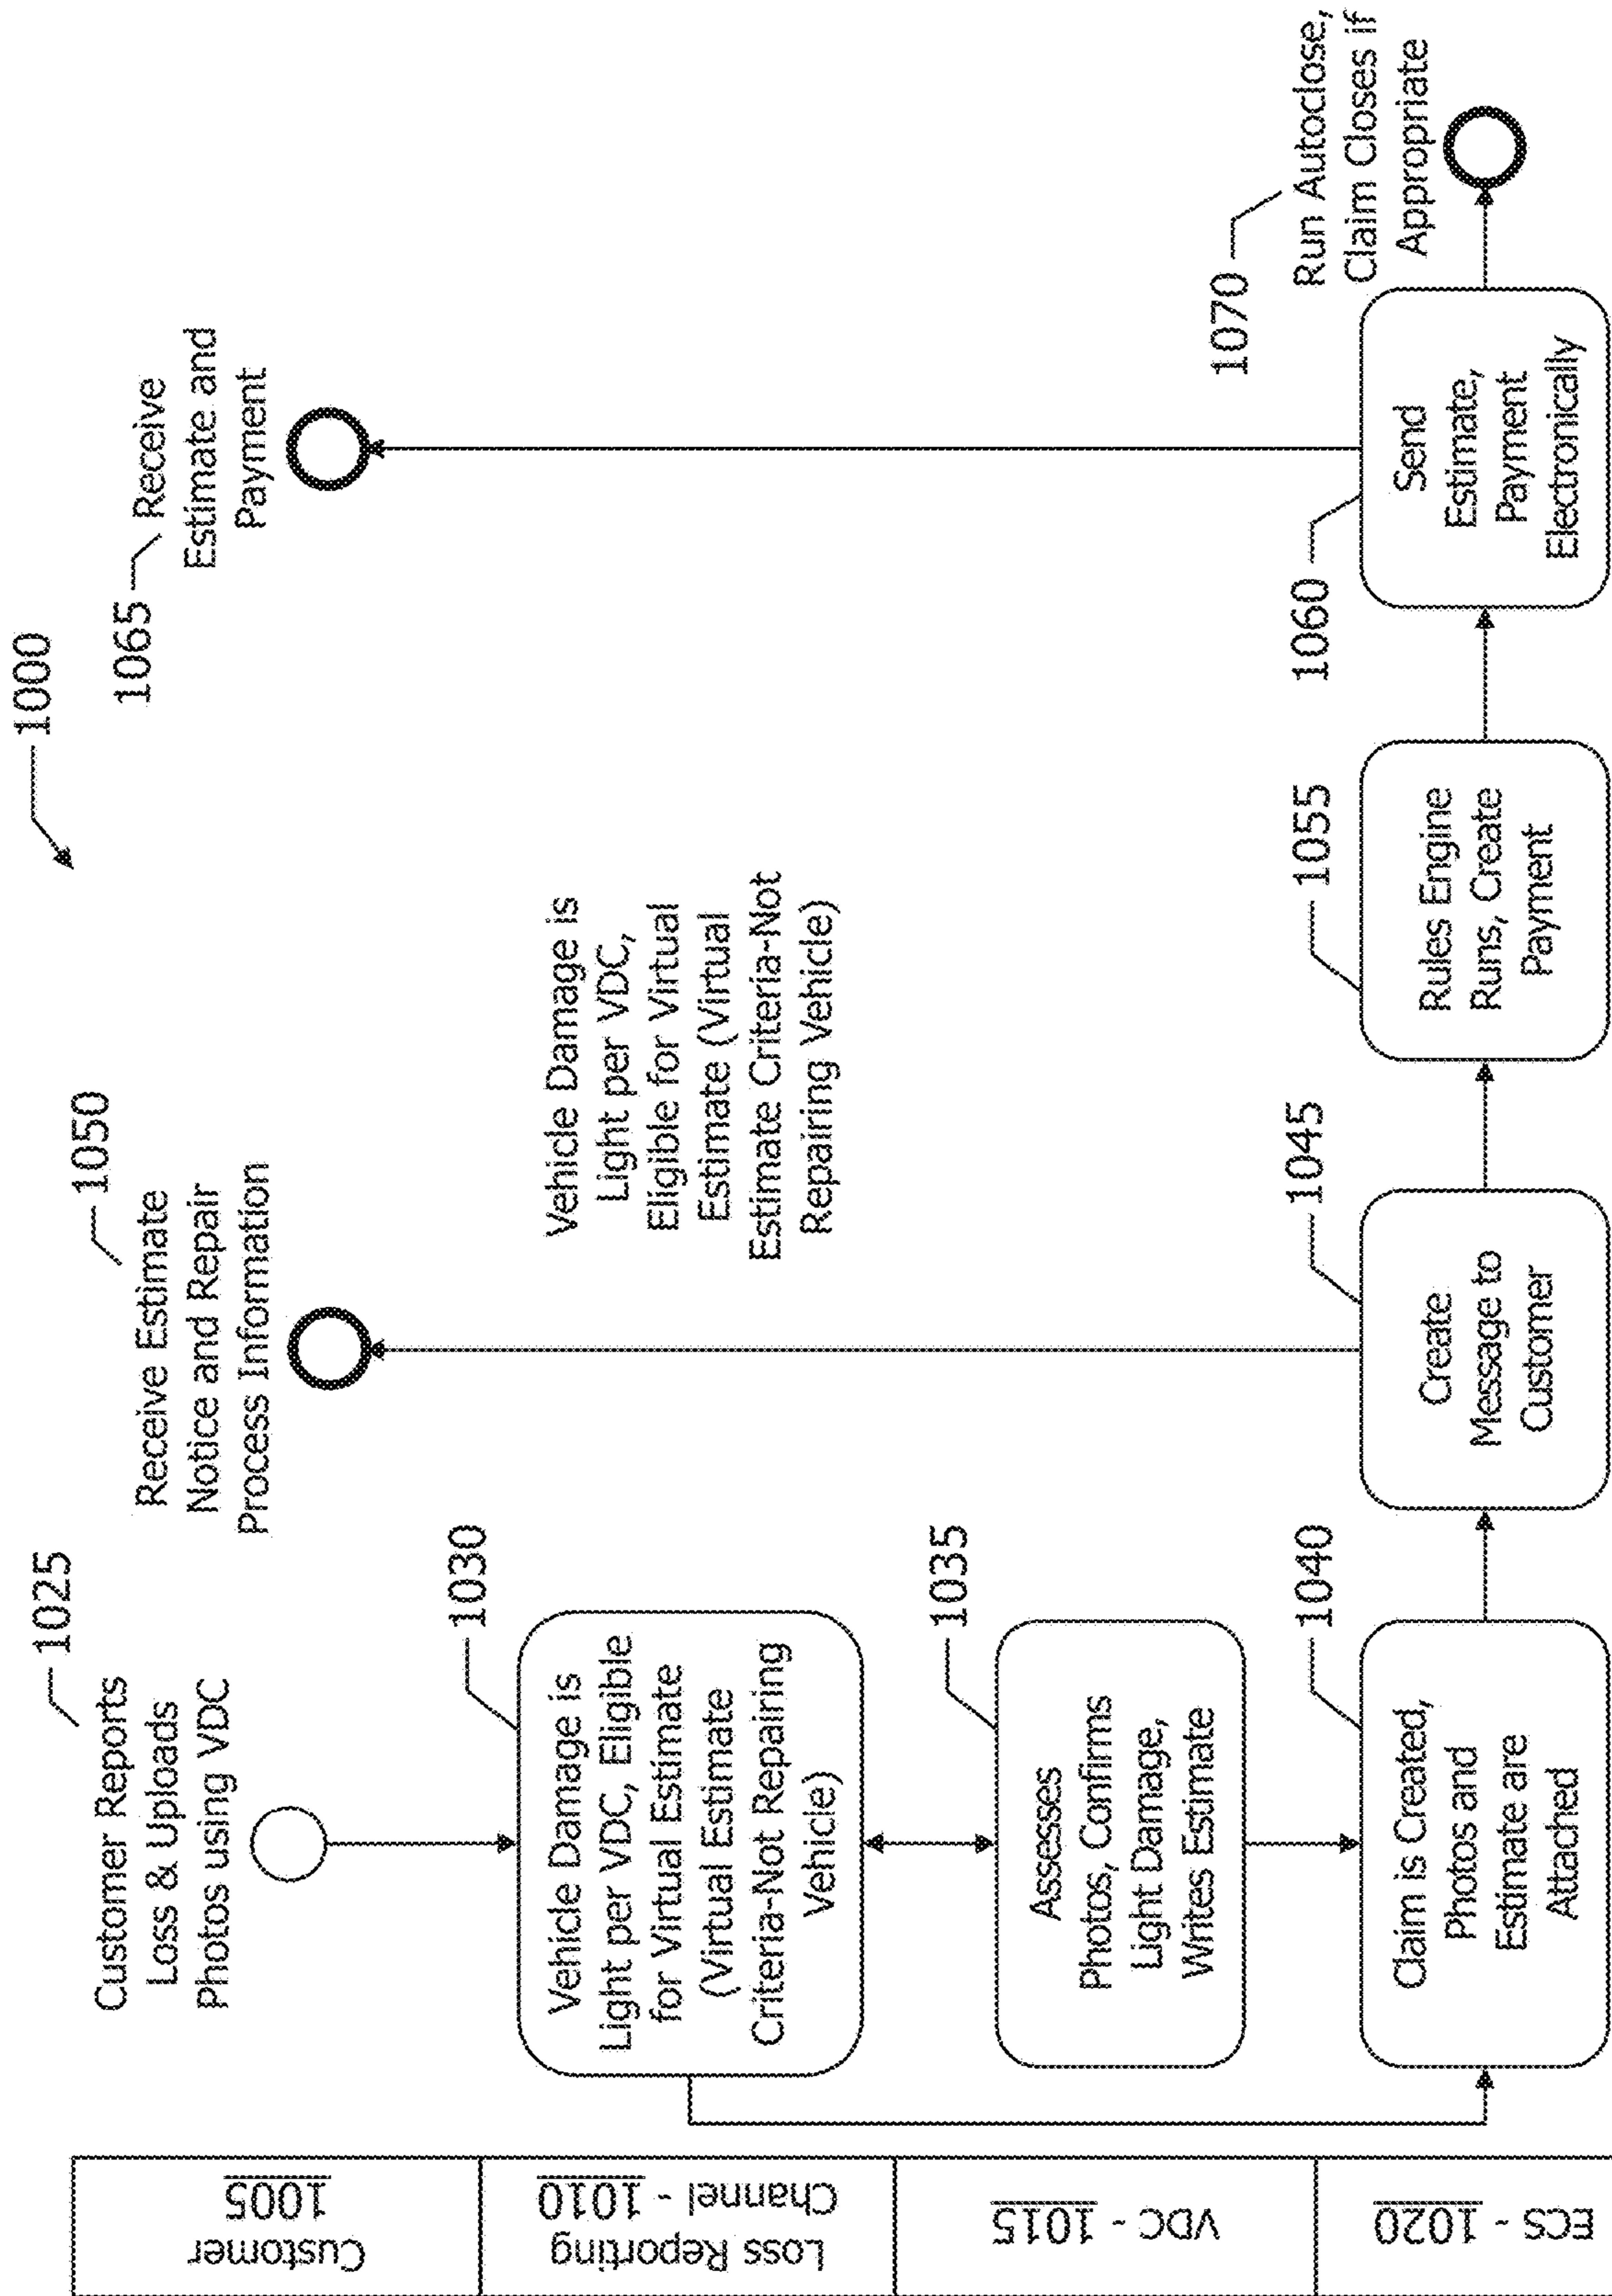 1000
1025
Customer Reports
Loss & Uploads
Photos using VDC
1050
Receive Estimate
Notice and Repair
Process Information
1065
Receive
Estimate and
Payment
1030
Vehicle Damage is
Light per VDC, Eligible
for Virtual Estimate
(Virtual Estimate
Criteria-Not Repairing
Vehicle)
Vehicle Damage is
Light per VDC,
Eligible for Virtual
Estimate (Virtual
Estimate Criteria-Not
Repairing Vehicle)
1035
Assesses
Photos, Confirms
Light Damage,
Writes Estimate
1040
Claim is Created,
Photos and
Estimate are
Attached
1045
Create
Message to
Customer
1055
Rules Engine
Runs, Create
Payment
1060
Send
Estimate,
Payment
Electronically
1070
Run Autoclose,
Claim Closes if
Appropriate
Customer
1005
Loss Reporting
Channel - 1010
VDC - 1015
ECS - 1020